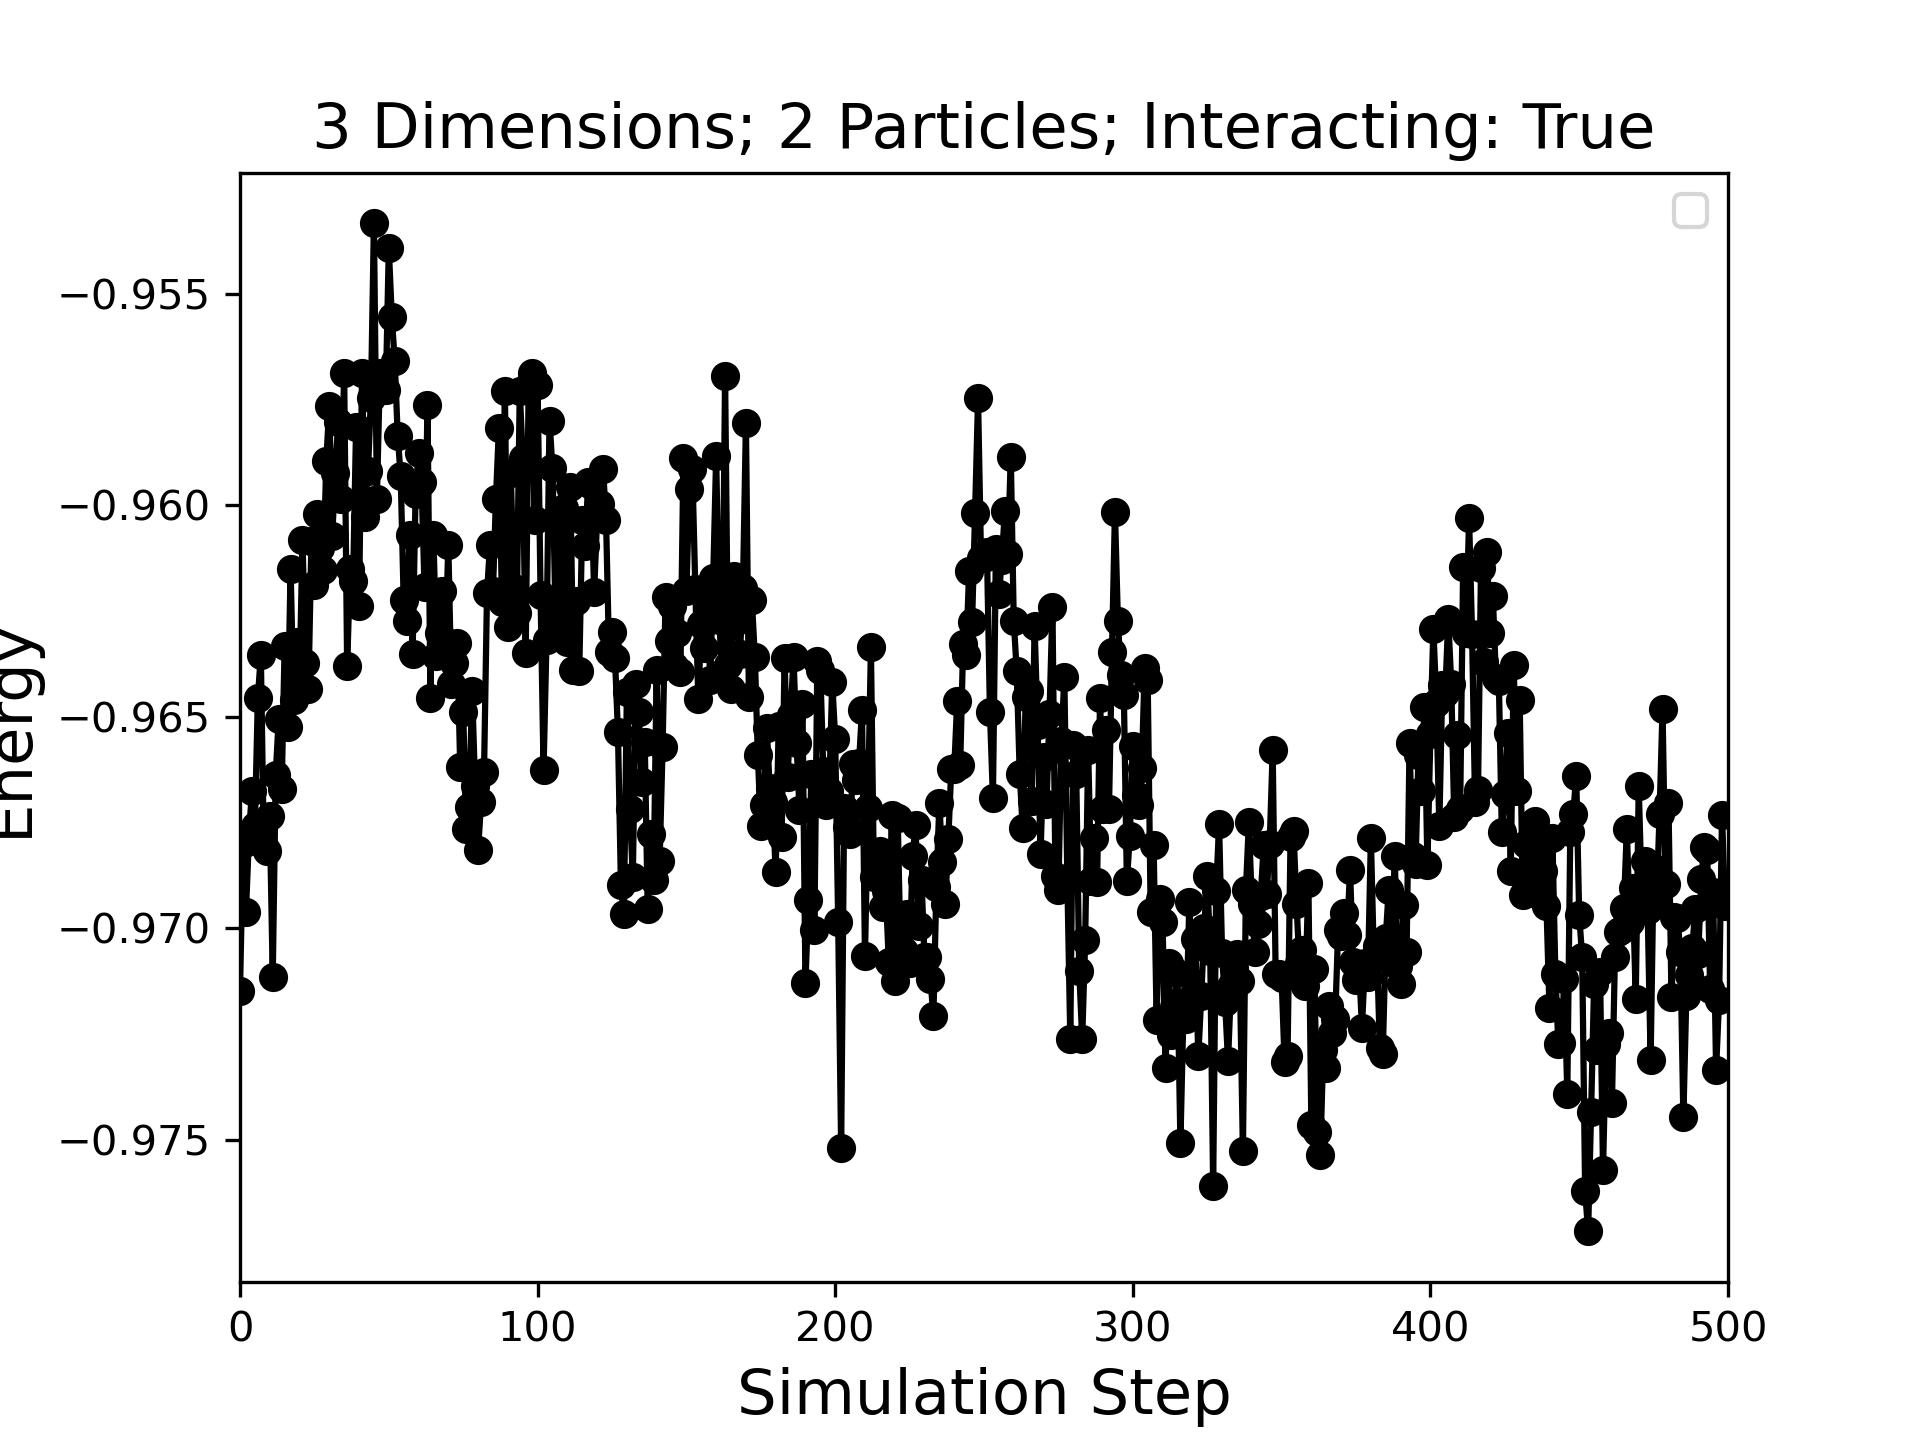 3 Dimensions; 2 Particles; Interacting: True
Energy
−0.955
−0.960
−0.965
−0.970
−0.975
0 100 200 300 400 500
Simulation Step